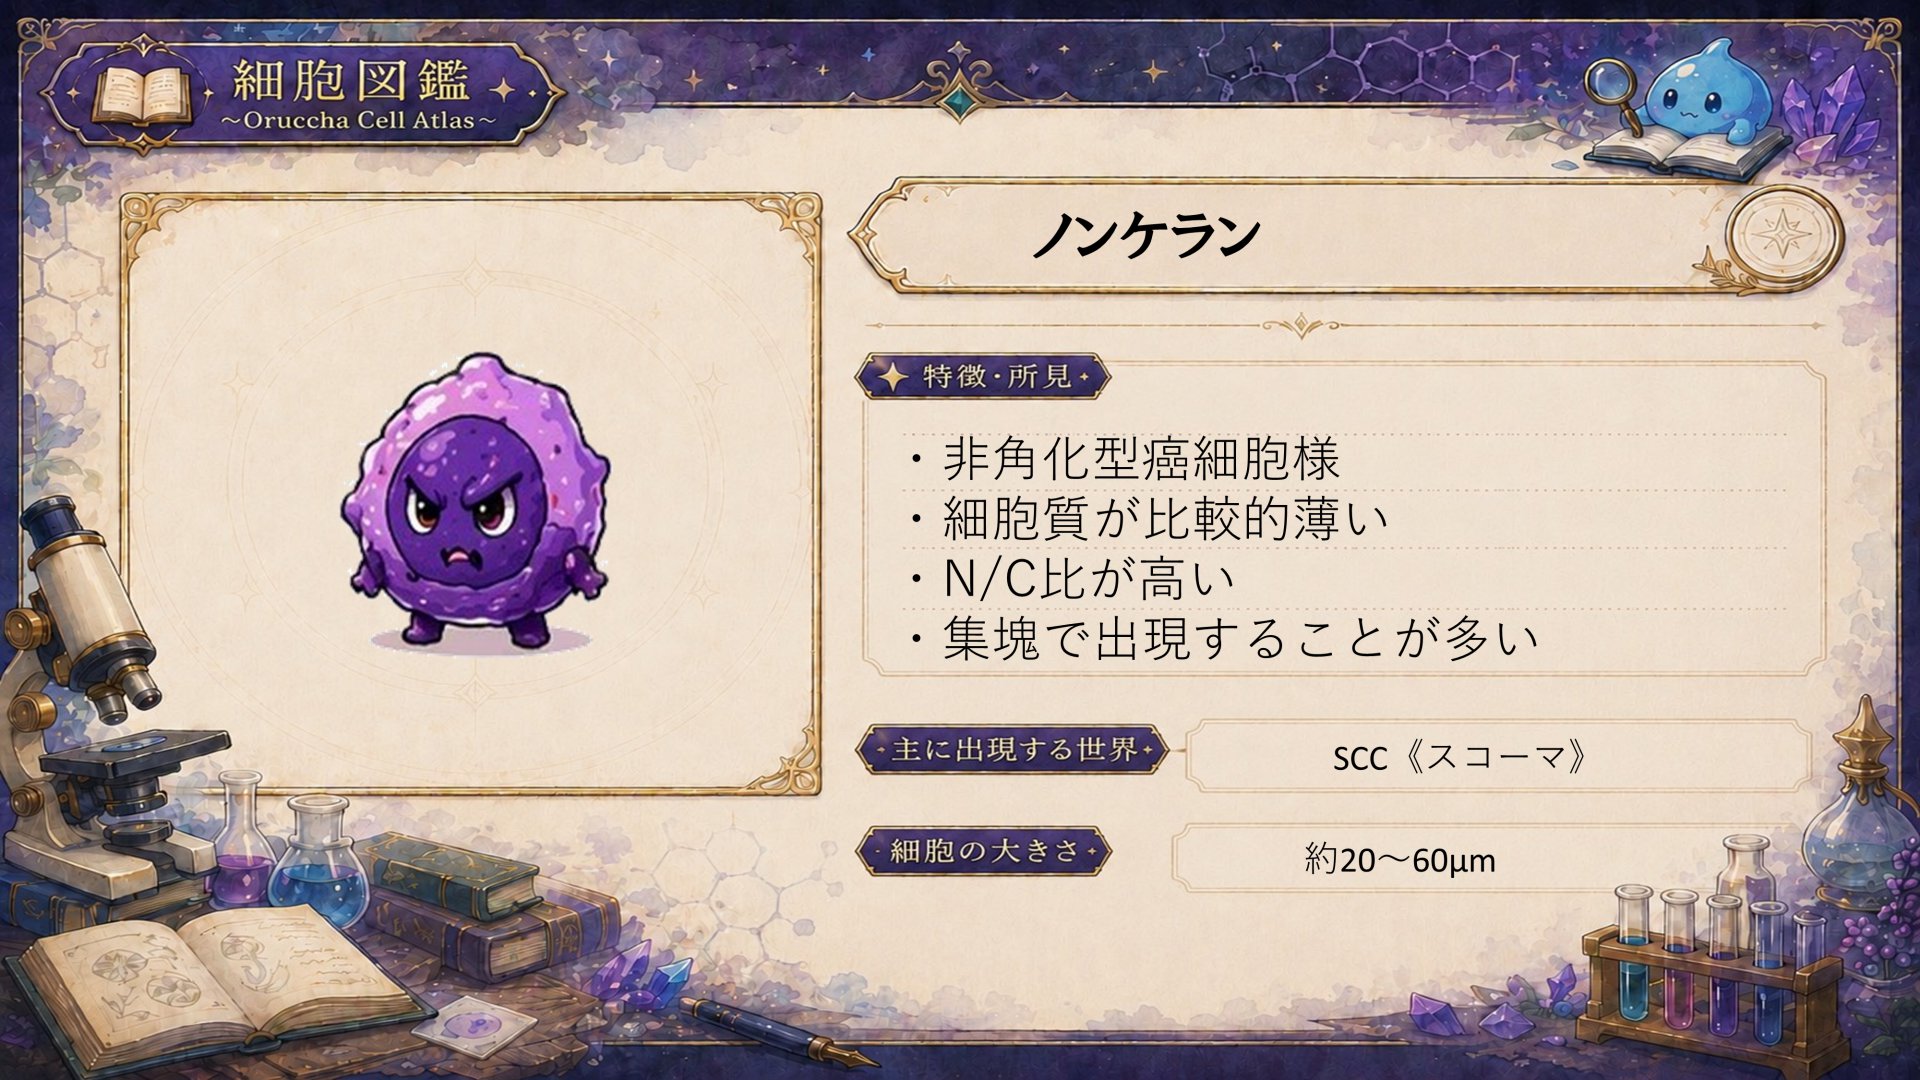 細胞図鑑
～Oruccha Cell Atlas～
ノンケラン
特徴・所見
・非角化型癌細胞様
・細胞質が比較的薄い
・N/C比が高い
・集塊で出現することが多い
主に出現する世界
SCC《スコーマ》
細胞の大きさ
約20～60μm